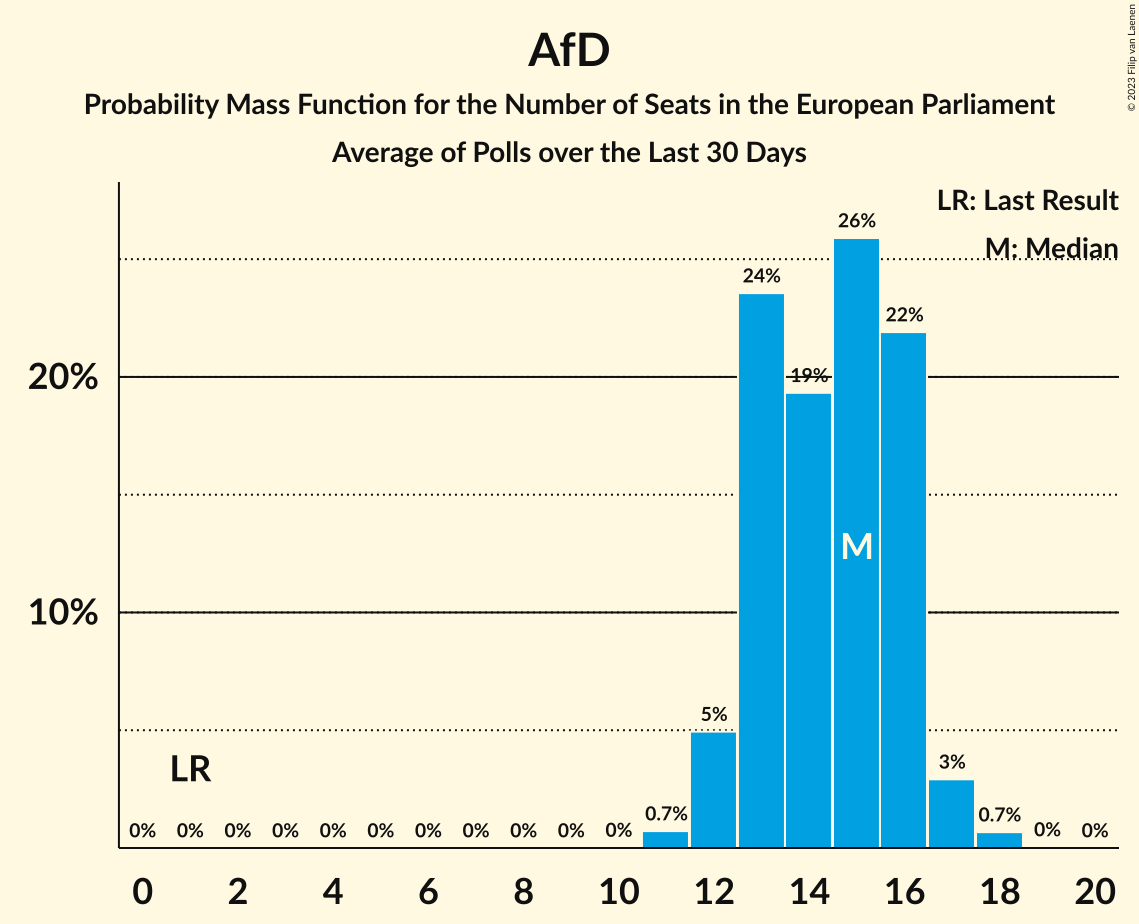 AfD
Probability Mass Function for the Number of Seats in the European Parliament
Average of Polls over the Last 30 Days
© 2023 Filip van Laenen
LR: Last Result
M: Median
26%
24%
22%
20%
19%
M
10%
5%
LR
3%
0% 0% 0% 0% 0% 0% 0% 0% 0% 0% 0% 0.7% 0.7% 0% 0%
0 2 4 6 8 10 12 14 16 18 20